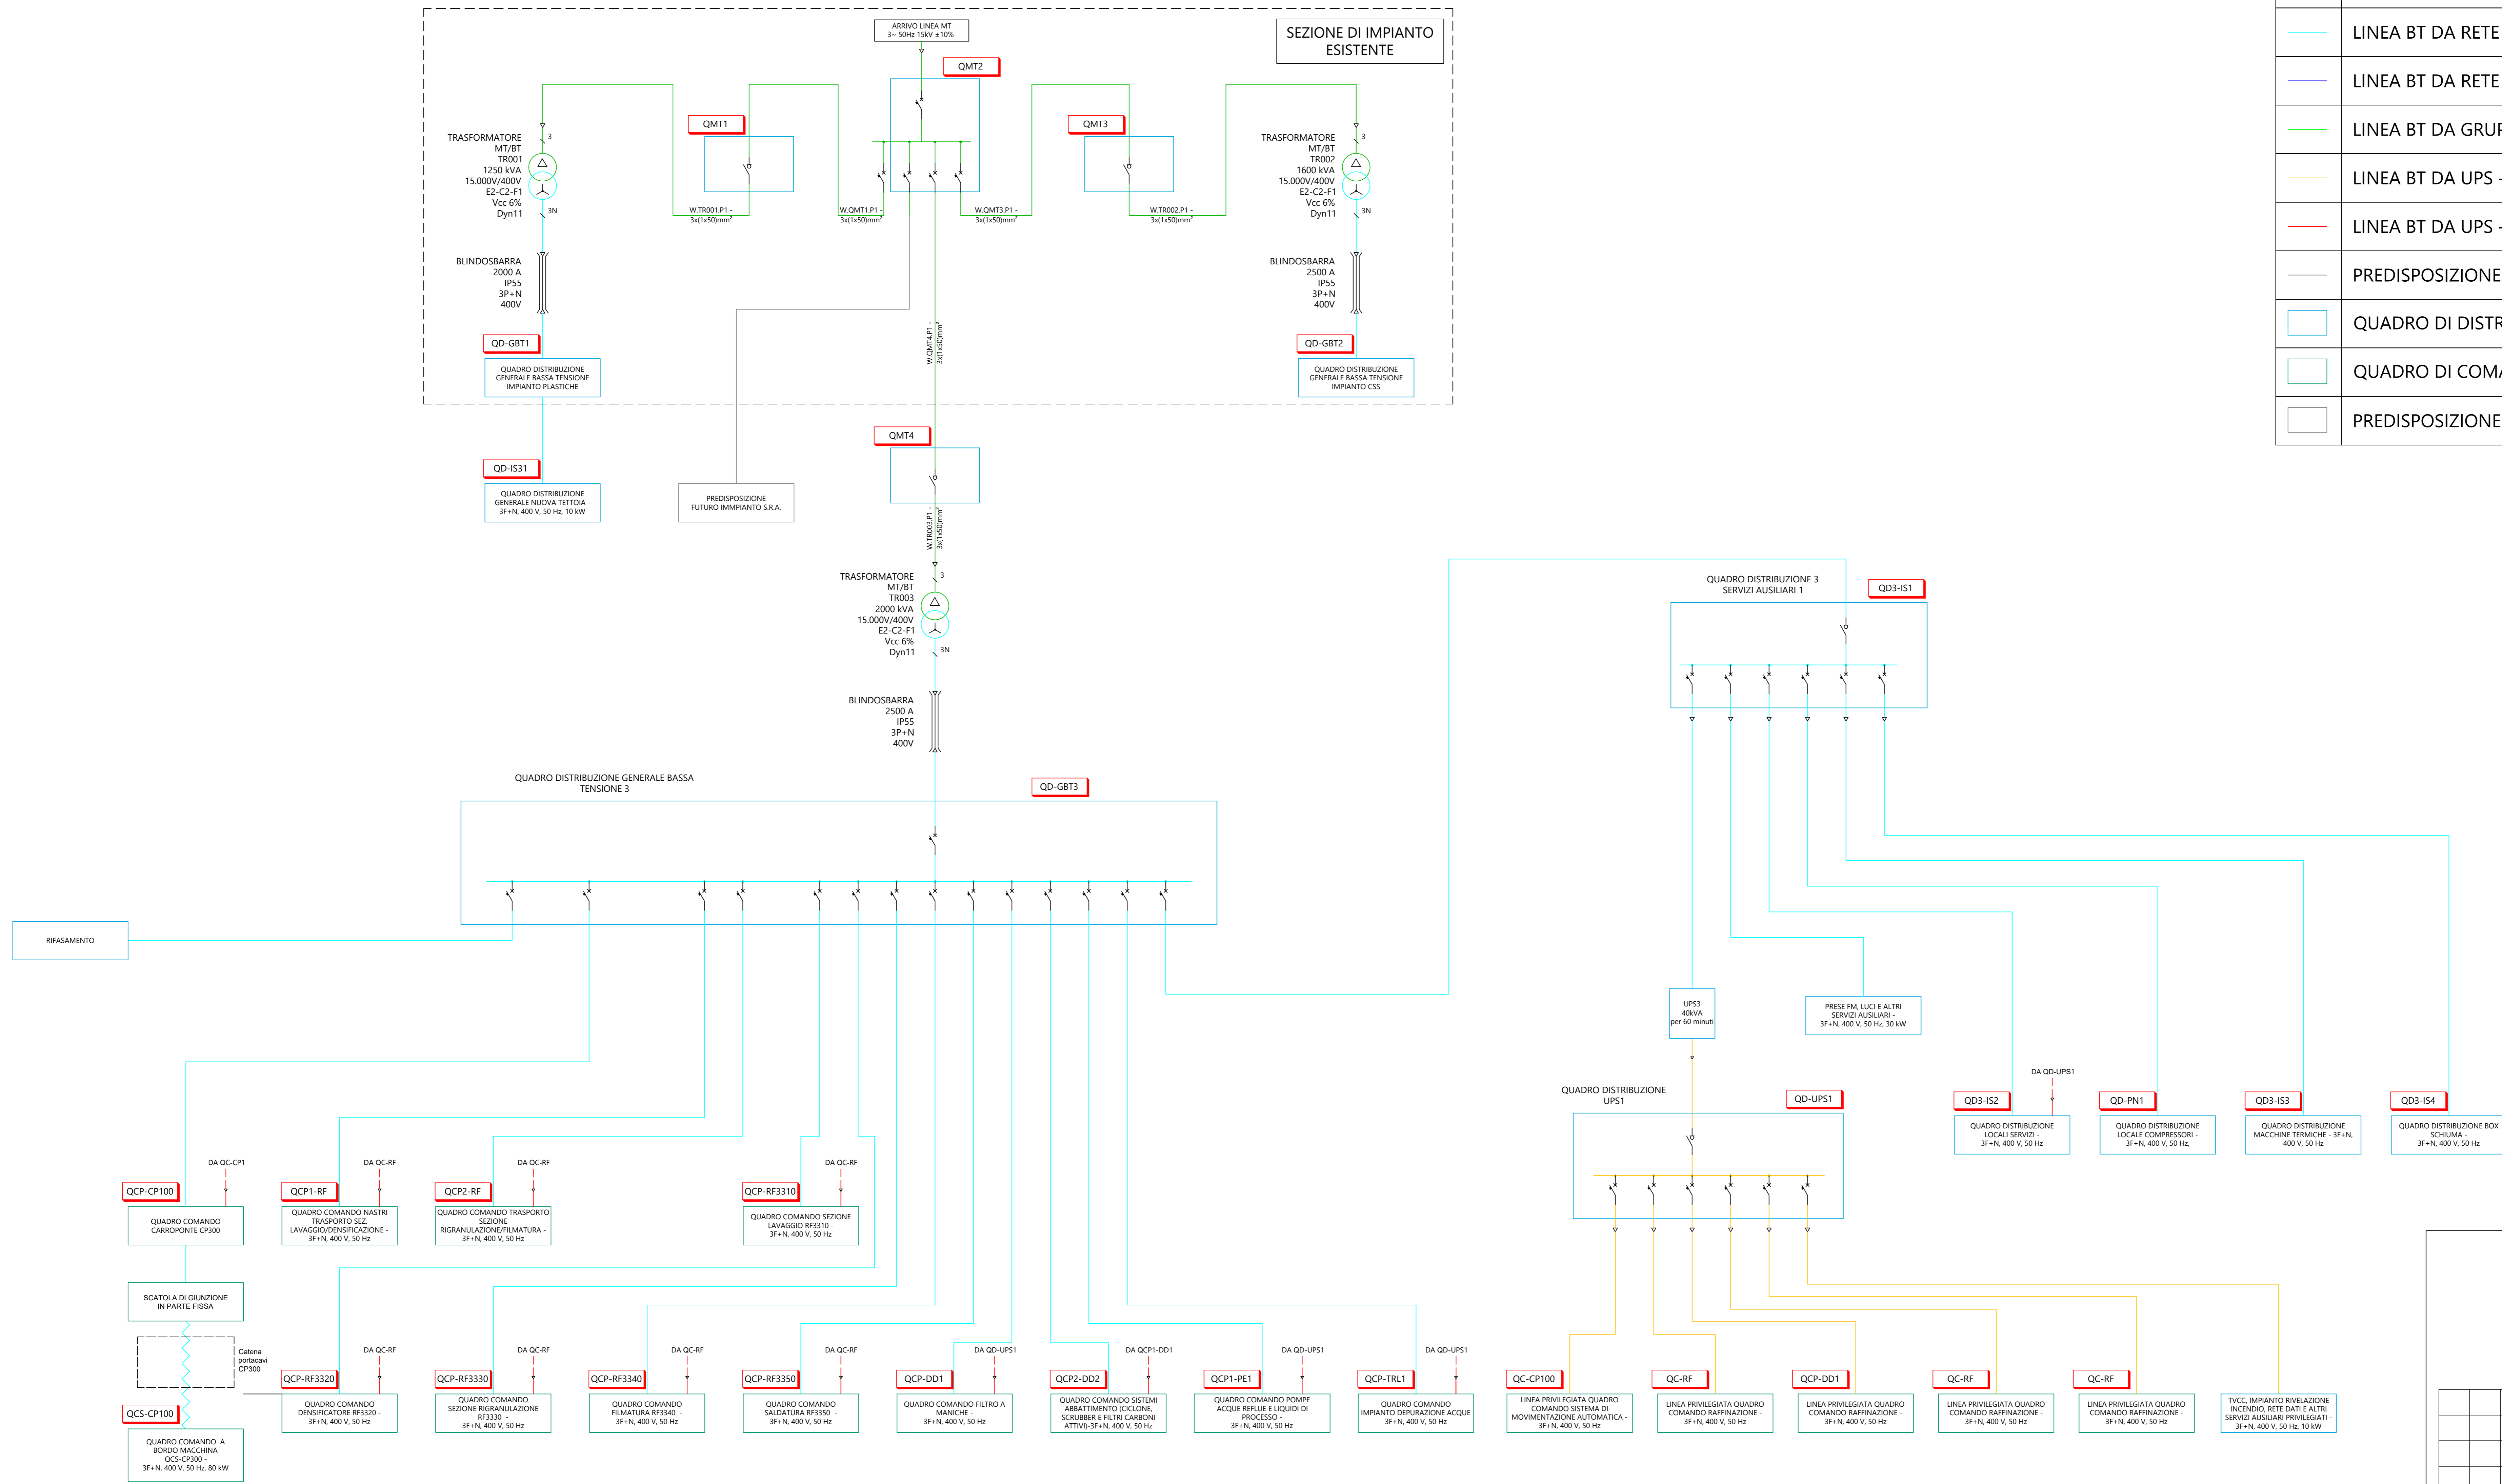 ARRIVO LINEA MT
3~ 50Hz 15kV ±10%
SEZIONE DI IMPIANTO
ESISTENTE
QMT2
QMT1
QMT3
TRASFORMATORE
MT/BT
TR001
1250 kVA
15.000V/400V
E2-C2-F1
Vcc 6%
Dyn11
3
3N
W.TR001.P1 -
3x(1x50)mm²
W.QMT1.P1 -
3x(1x50)mm²
W.QMT3.P1 -
3x(1x50)mm²
W.TR002.P1 -
3x(1x50)mm²
TRASFORMATORE
MT/BT
TR002
1600 kVA
15.000V/400V
E2-C2-F1
Vcc 6%
Dyn11
3
3N
BLINDOSBARRA
2000 A
IP55
3P+N
400V
BLINDOSBARRA
2500 A
IP55
3P+N
400V
W.QMT4.P1 -
3x(1x50)mm²
QD-GBT1
QUADRO DISTRIBUZIONE
GENERALE BASSA TENSIONE
IMPIANTO PLASTICHE
QD-GBT2
QUADRO DISTRIBUZIONE
GENERALE BASSA TENSIONE
IMPIANTO CSS
LINEA BT DA RETE
LINEA BT DA RETE
LINEA BT DA GRUP
LINEA BT DA UPS -
LINEA BT DA UPS -
PREDISPOSIZIONE
QUADRO DI DISTR
QUADRO DI COMA
PREDISPOSIZIONE
QMT4
QD-IS31
QUADRO DISTRIBUZIONE
GENERALE NUOVA TETTOIA -
3F+N, 400 V, 50 Hz, 10 kW
PREDISPOSIZIONE
FUTURO IMMPIANTO S.R.A.
W.TR003.P1 -
3x(1x50)mm²
TRASFORMATORE
MT/BT
TR003
2000 kVA
15.000V/400V
E2-C2-F1
Vcc 6%
Dyn11
3
3N
BLINDOSBARRA
2500 A
IP55
3P+N
400V
QUADRO DISTRIBUZIONE 3
SERVIZI AUSILIARI 1
QD3-IS1
QUADRO DISTRIBUZIONE GENERALE BASSA
TENSIONE 3
QD-GBT3
RIFASAMENTO
UPS3
40kVA
per 60 minuti
PRESE FM, LUCI E ALTRI
SERVIZI AUSILIARI -
3F+N, 400 V, 50 Hz, 30 kW
QUADRO DISTRIBUZIONE
UPS1
QD-UPS1
DA QD-UPS1
QD3-IS2
QUADRO DISTRIBUZIONE
LOCALI SERVIZI -
3F+N, 400 V, 50 Hz
QD-PN1
QUADRO DISTRIBUZIONE
LOCALE COMPRESSORI -
3F+N, 400 V, 50 Hz,
QD3-IS3
QUADRO DISTRIBUZIONE
MACCHINE TERMICHE - 3F+N,
400 V, 50 Hz
QD3-IS4
QUADRO DISTRIBUZIONE BOX
SCHIUMA -
3F+N, 400 V, 50 Hz
DA QC-CP1
QCP-CP100
QUADRO COMANDO
CARROPONTE CP300
DA QC-RF
QCP1-RF
QUADRO COMANDO NASTRI
TRASPORTO SEZ.
LAVAGGIO/DENSIFICAZIONE -
3F+N, 400 V, 50 Hz
DA QC-RF
QCP2-RF
QUADRO COMANDO TRASPORTO
SEZIONE
RIGRANULAZIONE/FILMATURA -
3F+N, 400 V, 50 Hz
DA QC-RF
QCP-RF3310
QUADRO COMANDO SEZIONE
LAVAGGIO RF3310 -
3F+N, 400 V, 50 Hz
SCATOLA DI GIUNZIONE
IN PARTE FISSA
Catena
portacavi
CP300
QCS-CP100
QUADRO COMANDO A
BORDO MACCHINA
QCS-CP300 -
3F+N, 400 V, 50 Hz, 80 kW
DA QC-RF
QCP-RF3320
QUADRO COMANDO
DENSIFICATORE RF3320 -
3F+N, 400 V, 50 Hz
DA QC-RF
QCP-RF3330
QUADRO COMANDO
SEZIONE RIGRANULAZIONE
RF3330 -
3F+N, 400 V, 50 Hz
DA QC-RF
QCP-RF3340
QUADRO COMANDO
FILMATURA RF3340 -
3F+N, 400 V, 50 Hz
DA QC-RF
QCP-RF3350
QUADRO COMANDO
SALDATURA RF3350 -
3F+N, 400 V, 50 Hz
DA QD-UPS1
QCP-DD1
QUADRO COMANDO FILTRO A
MANICHE -
3F+N, 400 V, 50 Hz
DA QCP1-DD1
QCP2-DD2
QUADRO COMANDO SISTEMI
ABBATTIMENTO (CICLONE,
SCRUBBER E FILTRI CARBONI
ATTIVI)-3F+N, 400 V, 50 Hz
DA QD-UPS1
QCP1-PE1
QUADRO COMANDO POMPE
ACQUE REFLUE E LIQUIDI DI
PROCESSO -
3F+N, 400 V, 50 Hz
DA QD-UPS1
QCP-TRL1
QUADRO COMANDO
IMPIANTO DEPURAZIONE ACQUE
3F+N, 400 V, 50 Hz
QC-CP100
LINEA PRIVILEGIATA QUADRO
COMANDO SISTEMA DI
MOVIMENTAZIONE AUTOMATICA -
3F+N, 400 V, 50 Hz
QC-RF
LINEA PRIVILEGIATA QUADRO
COMANDO RAFFINAZIONE -
3F+N, 400 V, 50 Hz
QCP-DD1
LINEA PRIVILEGIATA QUADRO
COMANDO RAFFINAZIONE -
3F+N, 400 V, 50 Hz
QC-RF
LINEA PRIVILEGIATA QUADRO
COMANDO RAFFINAZIONE -
3F+N, 400 V, 50 Hz
QC-RF
LINEA PRIVILEGIATA QUADRO
COMANDO RAFFINAZIONE -
3F+N, 400 V, 50 Hz
TVCC, IMPIANTO RIVELAZIONE
INCENDIO, RETE DATI E ALTRI
SERVIZI AUSILIARI PRIVILEGIATI -
3F+N, 400 V, 50 Hz, 10 kW